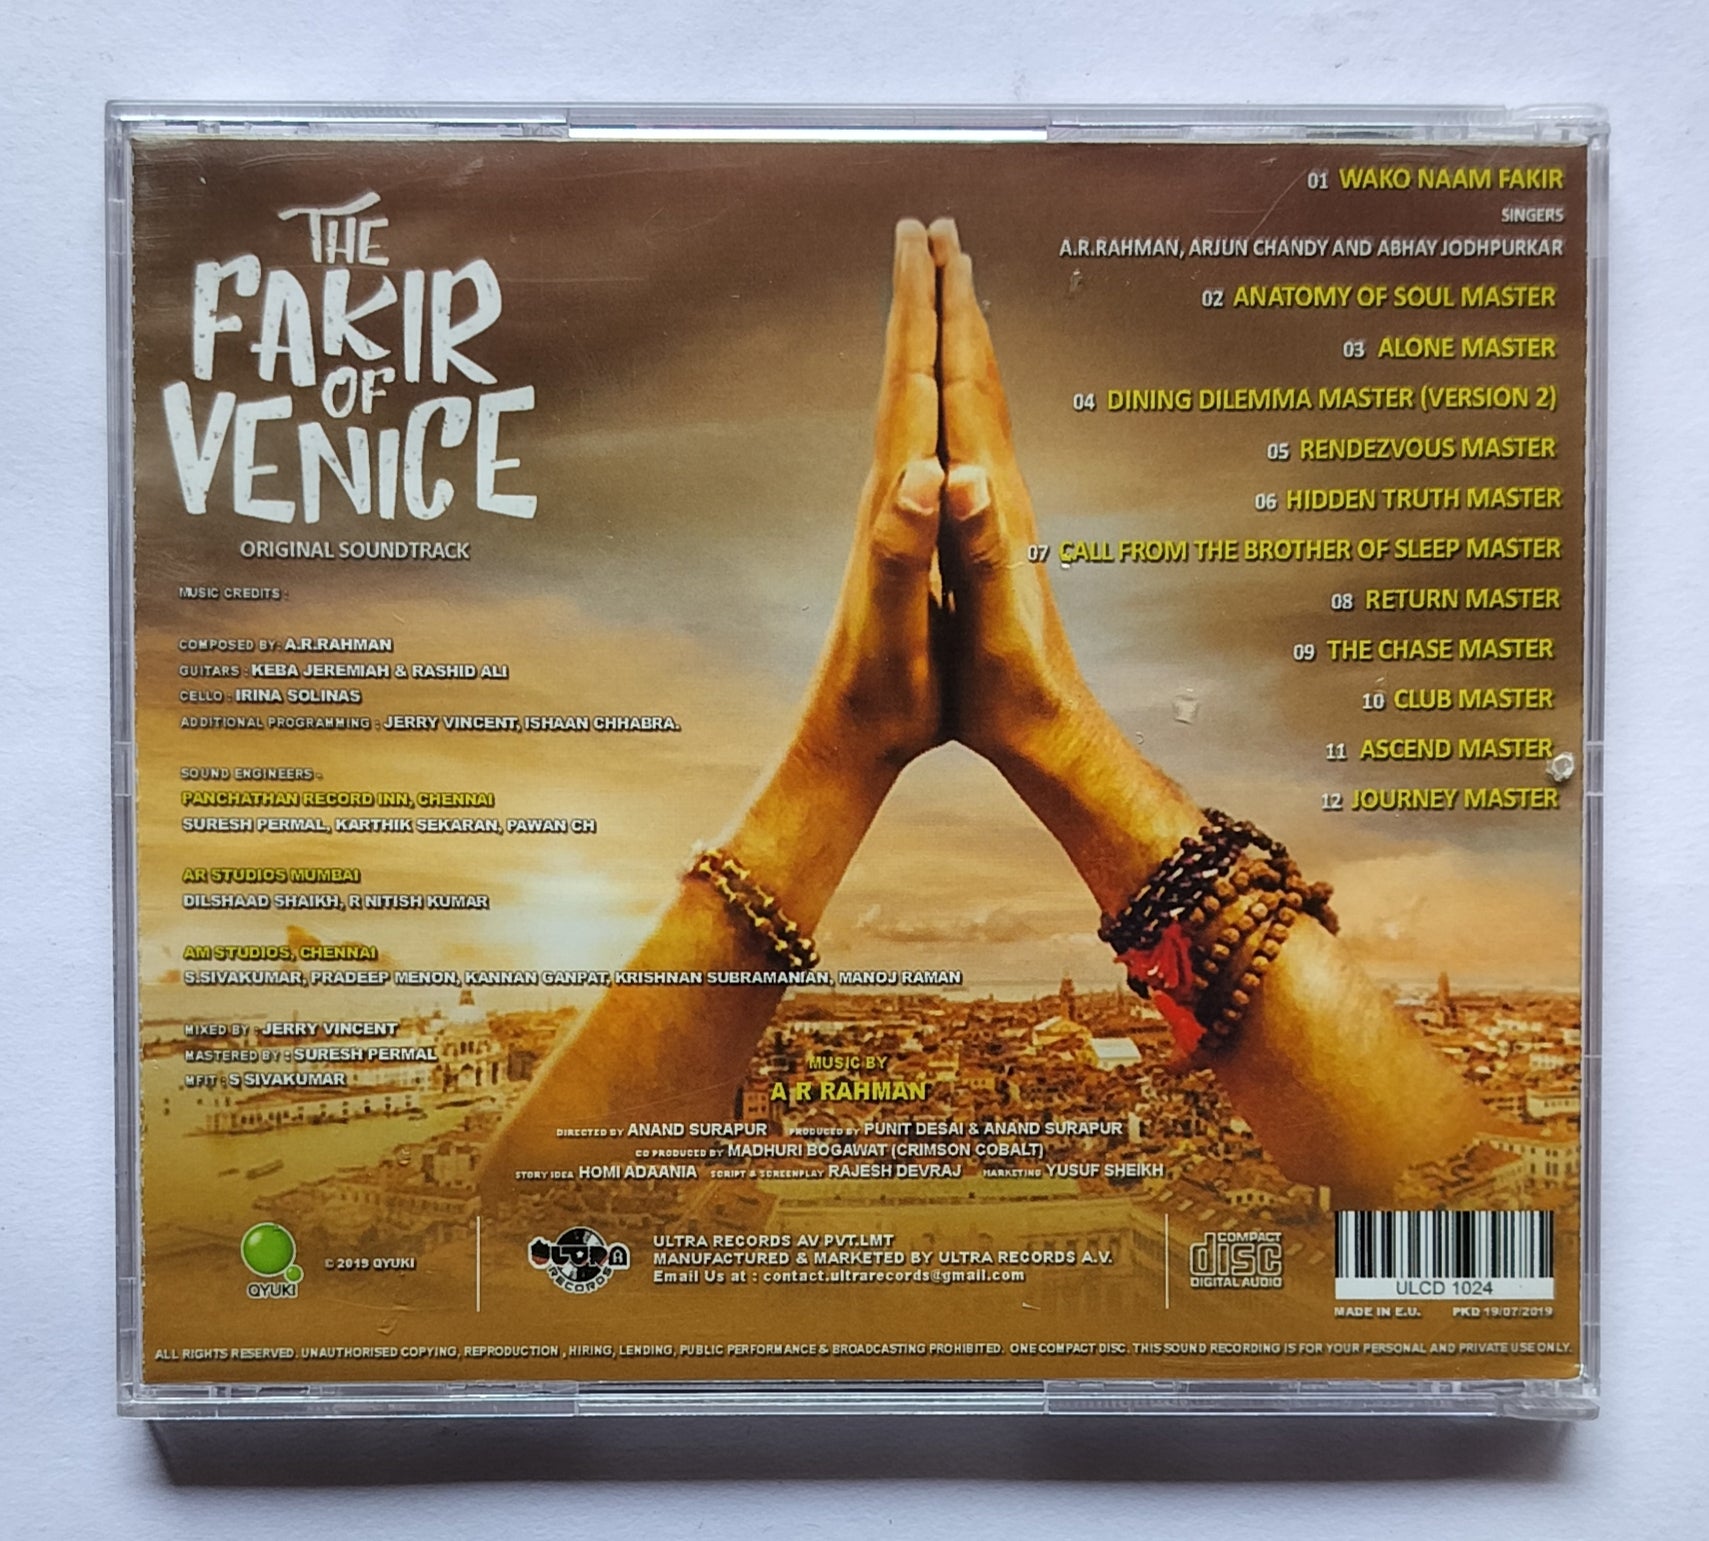 THE
FAKIR
OF
VENICE
ORIGINAL SOUNDTRACK
MUSIC CREDITS :
COMPOSED BY: A.R.RAHMAN
GUITARS : KEBA JEREMIAH & RASHID ALI
CELLO : IRINA SOLINAS
ADDITIONAL PROGRAMMING : JERRY VINCENT, ISHAAN CHHABRA.
SOUND ENGINEERS -
PANCHATHAN RECORD INN, CHENNAI
SURESH PERMAL, KARTHIK SEKARAN, PAWAN CH
AR STUDIOS MUMBAI
DILSHAAD SHAIKH, R NITISH KUMAR
AM STUDIOS, CHENNAI
S.SIVAKUMAR, PRADEEP MENON, KANNAN GANPAT, KRISHNAN SUBRAMANIAN, MANOJ RAMAN
MIXED BY : JERRY VINCENT
MASTERED BY : SURESH PERMAL
MFIT : S SIVAKUMAR
01 WAKO NAAM FAKIR
SINGERS
A.R.RAHMAN, ARJUN CHANDY AND ABHAY JODHPURKAR
02 ANATOMY OF SOUL MASTER
03 ALONE MASTER
04 DINING DILEMMA MASTER (VERSION 2)
05 RENDEZVOUS MASTER
06 HIDDEN TRUTH MASTER
07 CALL FROM THE BROTHER OF SLEEP MASTER
08 RETURN MASTER
09 THE CHASE MASTER
10 CLUB MASTER
11 ASCEND MASTER
12 JOURNEY MASTER
MUSIC BY
A R RAHMAN
DIRECTED BY ANAND SURAPUR PRODUCED BY PUNIT DESAI & ANAND SURAPUR
CO PRODUCED BY MADHURI BOGAWAT (CRIMSON COBALT)
STORY IDEA HOMI ADAANIA SCRIPT & SCREENPLAY RAJESH DEVRAJ MARKETING YUSUF SHEIKH
QYUKI
© 2019 QYUKI
ULTRA
RECORDS
ULTRA RECORDS AV PVT.LMT
MANUFACTURED & MARKETED BY ULTRA RECORDS A.V.
Email Us at : contact.ultrarecords@gmail.com
COMPACT
disc
DIGITAL AUDIO
ULCD 1024
MADE IN E.U. PKD 19/07/2019
ALL RIGHTS RESERVED. UNAUTHORISED COPYING, REPRODUCTION , HIRING, LENDING, PUBLIC PERFORMANCE & BROADCASTING PROHIBITED. ONE COMPACT DISC. THIS SOUND RECORDING IS FOR YOUR PERSONAL AND PRIVATE USE ONLY.